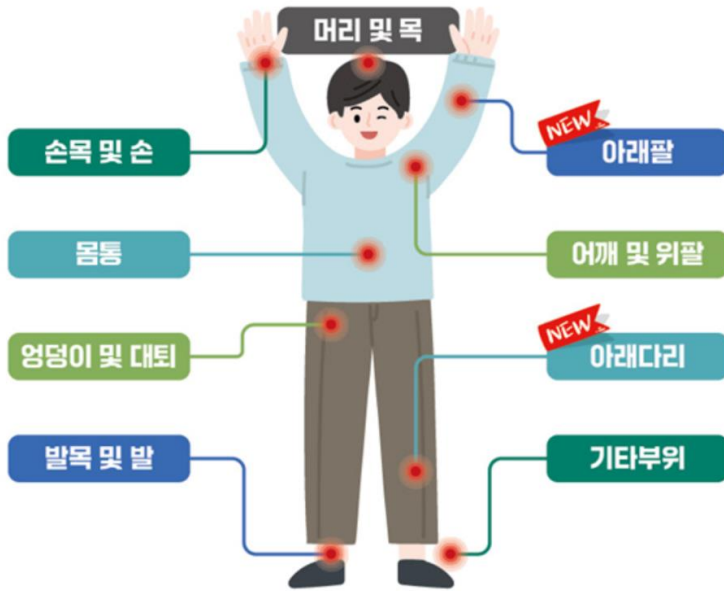 머리 및 목
손목 및 손
NEW
아래팔
몸통
어깨 및 위팔
엉덩이 및 대퇴
NEW
아래다리
발목 및 발
기타부위